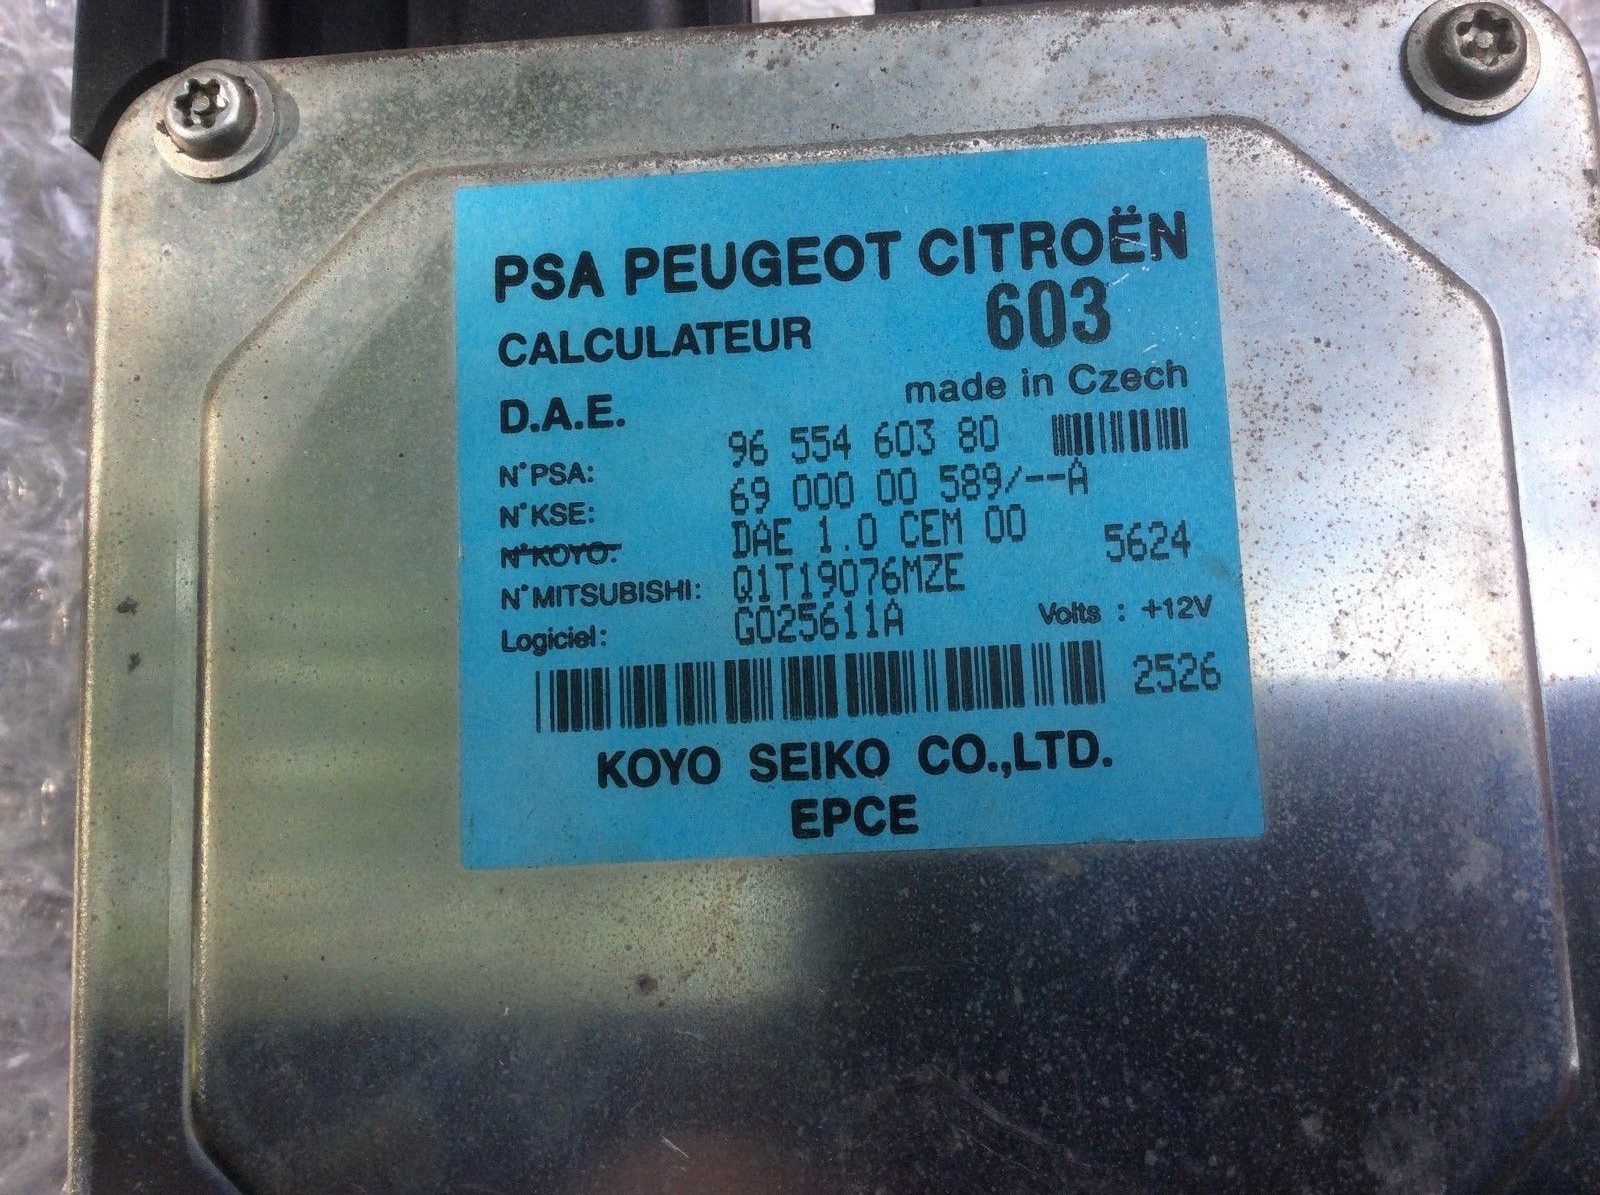 PSA PEUGEOT CITROËN
CALCULATEUR 603
D.A.E. made in Czech
N°PSA: 96 554 603 80
N°KSE: 69 000 00 589/--A
N°KOYO: DAE 1.0 CEM 00 5624
N°MITSUBISHI: Q1T19076MZE
Logiciel: G025611A Volts : +12V
2526
KOYO SEIKO CO.,LTD.
EPCE